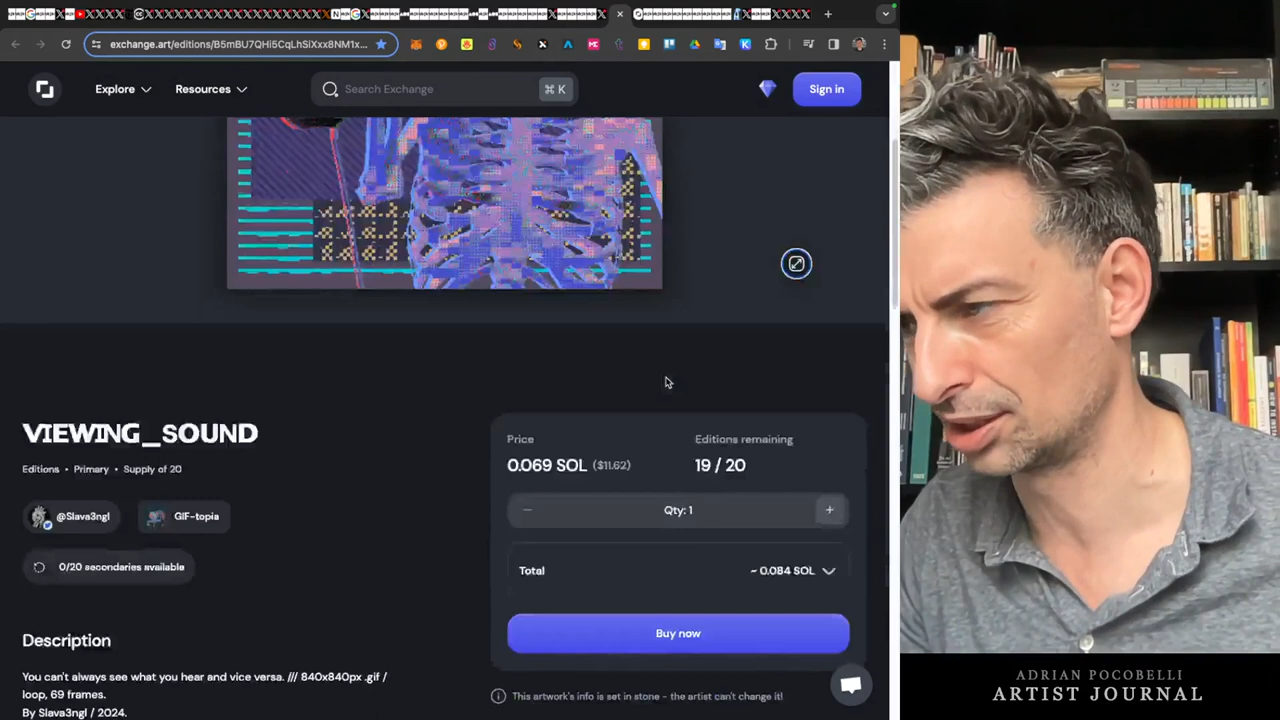 exchange.art/editions/B5mBU7QHi5CqLhSiXxx8NM1x...
Explore
Resources
Search Exchange
⌘ K
Sign in
VIEWING_SOUND
Editions • Primary • Supply of 20
@Slava3ngl
GIF-topia
0/20 secondaries available
Description
You can't always see what you hear and vice versa. /// 840x840px .gif /
loop, 69 frames.
By Slava3ngl / 2024.
Price
0.069 SOL ($11.62)
Editions remaining
19 / 20
Qty: 1
Total
~ 0.084 SOL
Buy now
This artwork's info is set in stone - the artist can't change it!
ADRIAN POCOBELLI
ARTIST JOURNAL